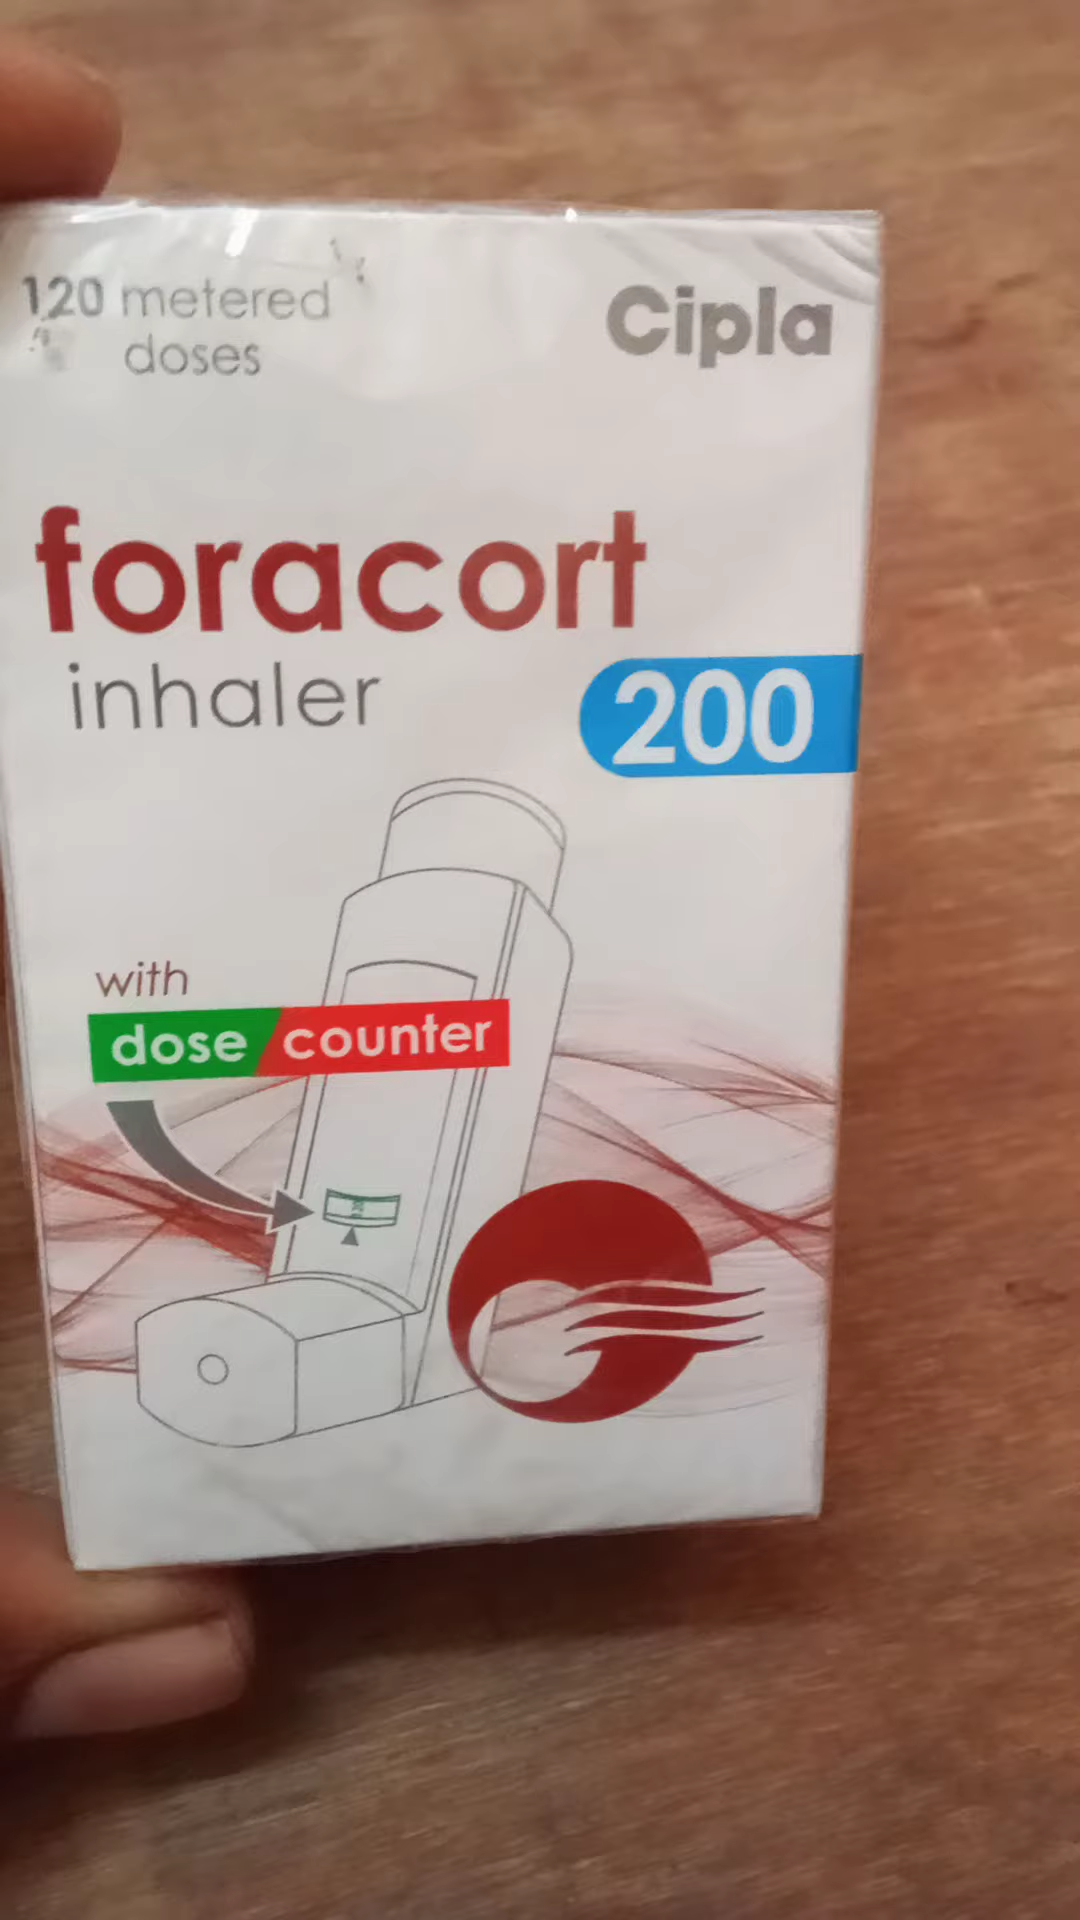 120 metered
doses
Cipla
foracort
inhaler
200
with
dose counter